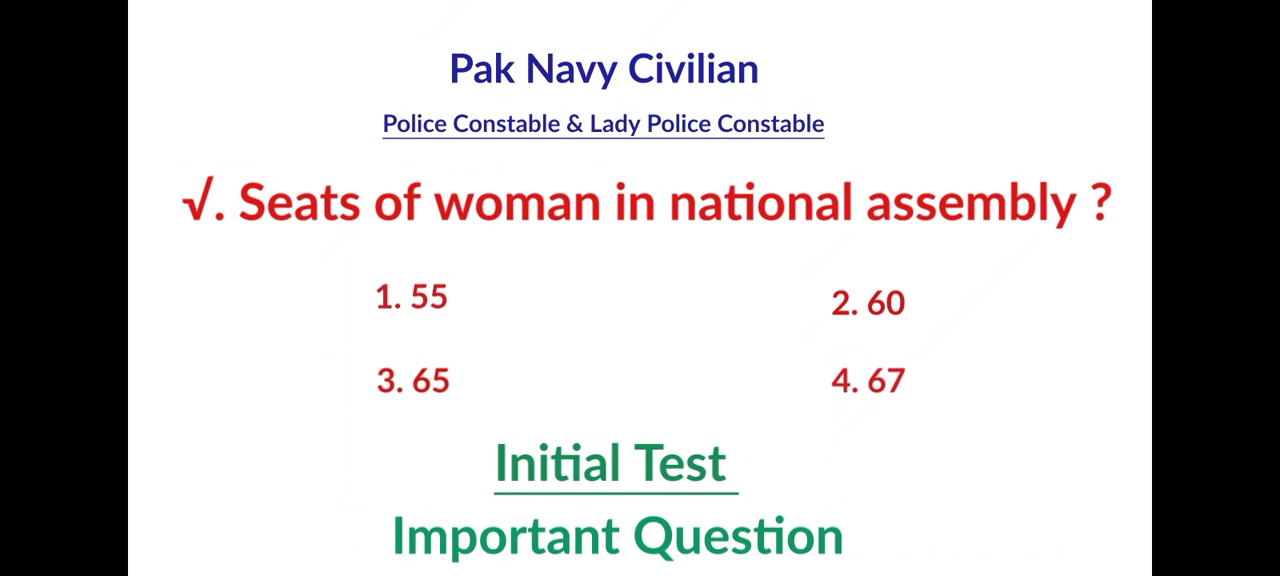 Pak Navy Civilian
Police Constable & Lady Police Constable
√. Seats of woman in national assembly ?
1. 55 2. 60
3. 65 4. 67
Initial Test
Important Question